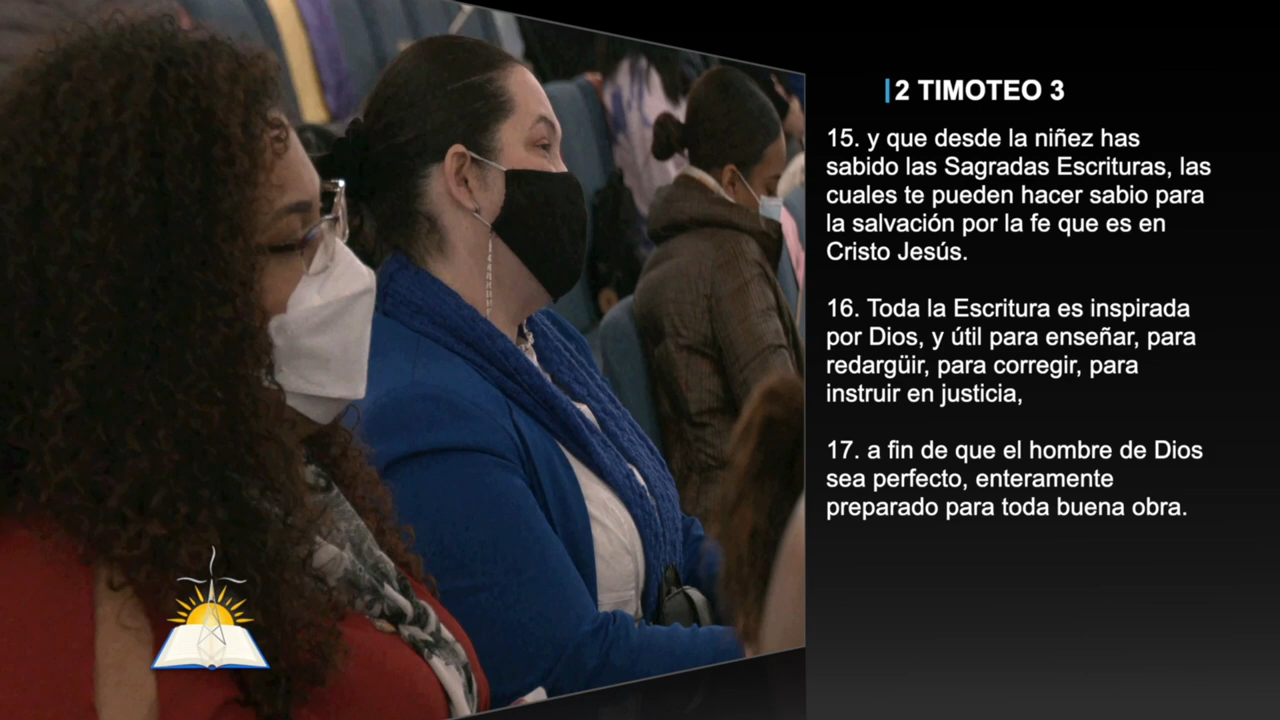 2 TIMOTEO 3
15. y que desde la niñez has
sabido las Sagradas Escrituras, las
cuales te pueden hacer sabio para
la salvación por la fe que es en
Cristo Jesús.
16. Toda la Escritura es inspirada
por Dios, y útil para enseñar, para
redargüir, para corregir, para
instruir en justicia,
17. a fin de que el hombre de Dios
sea perfecto, enteramente
preparado para toda buena obra.